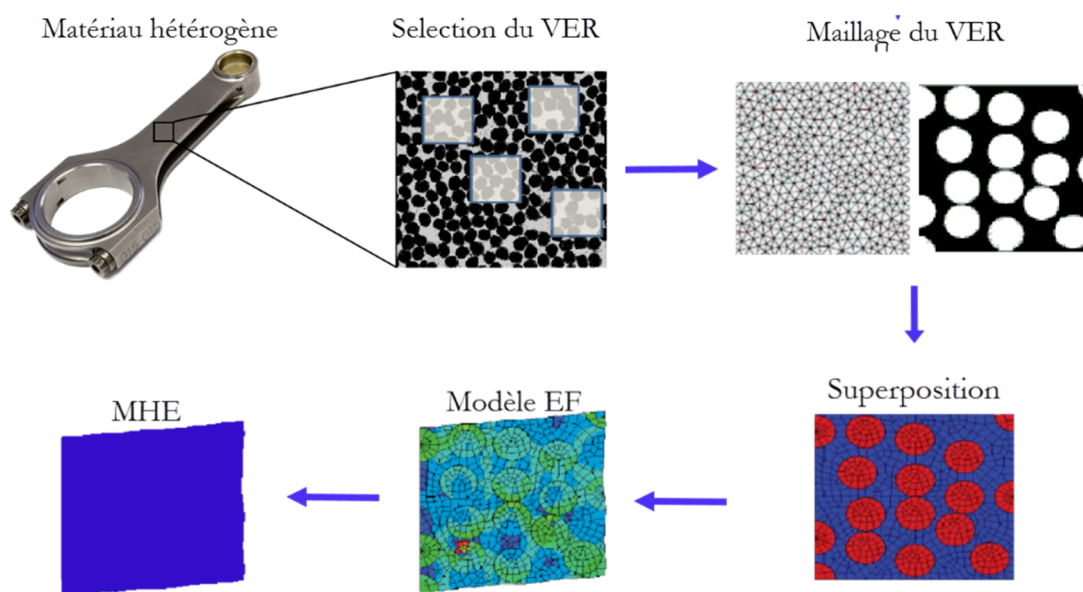 Matériau hétérogène
Selection du VER
Maillage du VER
Superposition
Modèle EF
MHE